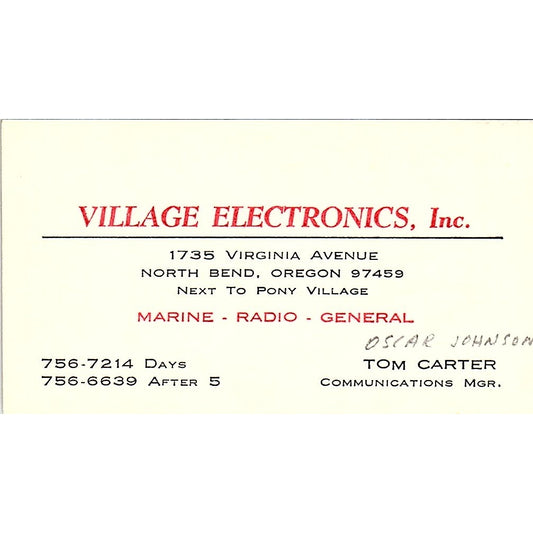 VILLAGE ELECTRONICS, Inc.
1735 VIRGINIA AVENUE
NORTH BEND, OREGON 97459
NEXT TO PONY VILLAGE
MARINE - RADIO - GENERAL
OSCAR JOHNSON
756-7214 DAYS
756-6639 AFTER 5
TOM CARTER
COMMUNICATIONS MGR.